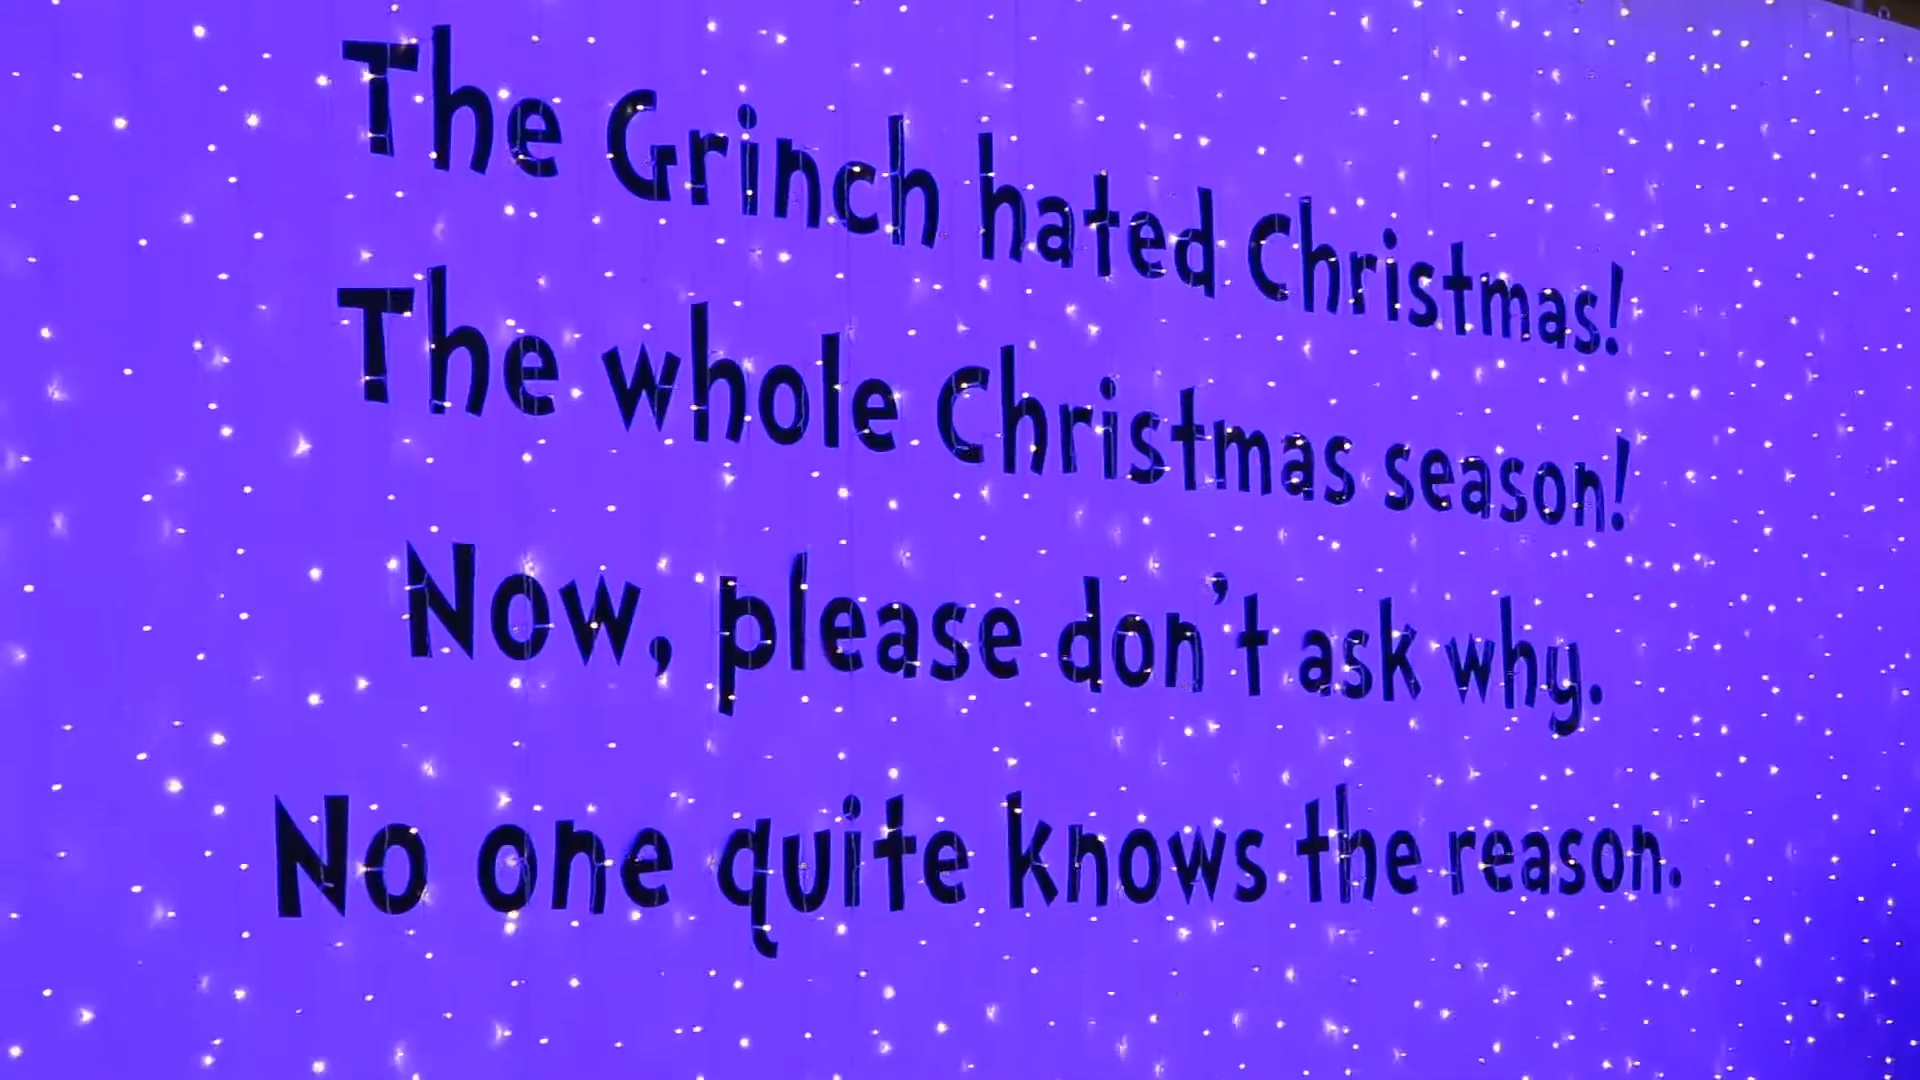 The Grinch hated Christmas!
The whole Christmas season!
Now, please don't ask why.
No one quite knows the reason.